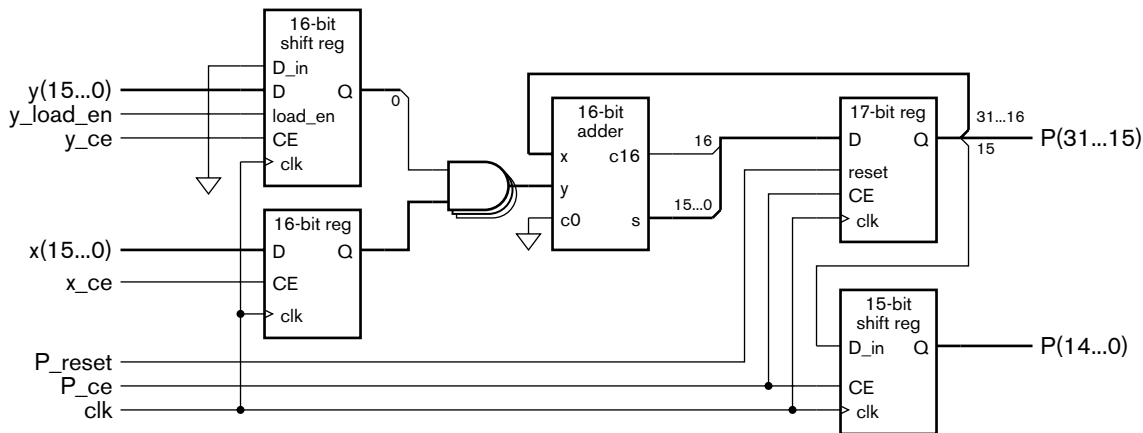 16-bit
shift reg
D_in
y(15...0) D Q
0
y_load_en load_en
y_ce CE
clk
16-bit reg
x(15...0) D Q
x_ce CE
clk
16-bit
adder
x c16
16
y
15...0
c0 s
17-bit reg
D Q
31...16
P(31...15)
15
reset
CE
clk
15-bit
shift reg
D_in Q P(14...0)
CE
clk
P_reset
P_ce
clk